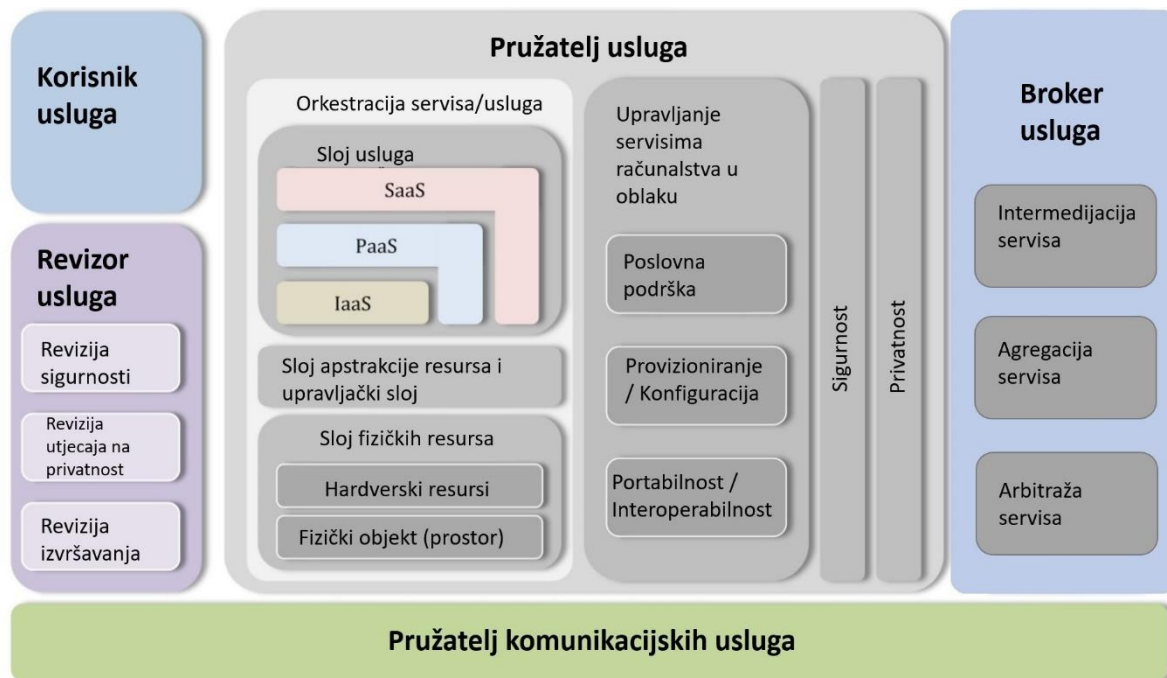 Korisnik
usluga
Revizor
usluga
Revizija
sigurnosti
Revizija
utjecaja na
privatnost
Revizija
izvršavanja
Pružatelj usluga
Orkestracija servisa/usluga
Sloj usluga
SaaS
PaaS
IaaS
Sloj apstrakcije resursa i
upravljački sloj
Sloj fizičkih resursa
Hardverski resursi
Fizički objekt (prostor)
Upravljanje
servisima
računalstva u
oblaku
Poslovna
podrška
Provizioniranje
/ Konfiguracija
Portabilnost /
Interoperabilnost
Sigurnost
Privatnost
Broker
usluga
Intermedijacija
servisa
Agregacija
servisa
Arbitraža
servisa
Pružatelj komunikacijskih usluga